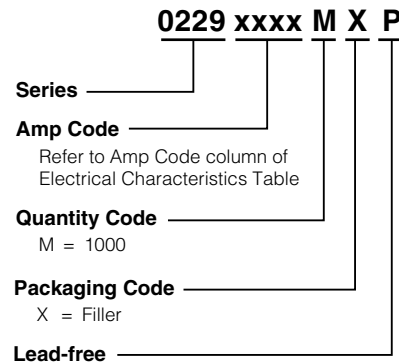 0229 xxxx M X P
Series
Amp Code
Refer to Amp Code column of
Electrical Characteristics Table
Quantity Code
M = 1000
Packaging Code
X = Filler
Lead-free